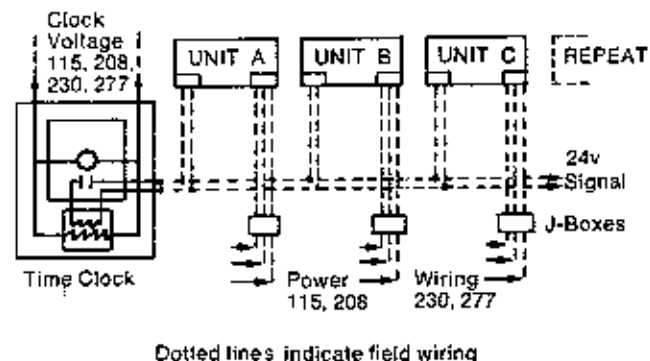 Clock
Voltage
115, 208,
230, 277
UNIT A
UNIT B
UNIT C
REPEAT
24v
Signal
J-Boxes
Time Clock
Power
115, 208
Wiring
230, 277
Dotted lines indicate field wiring